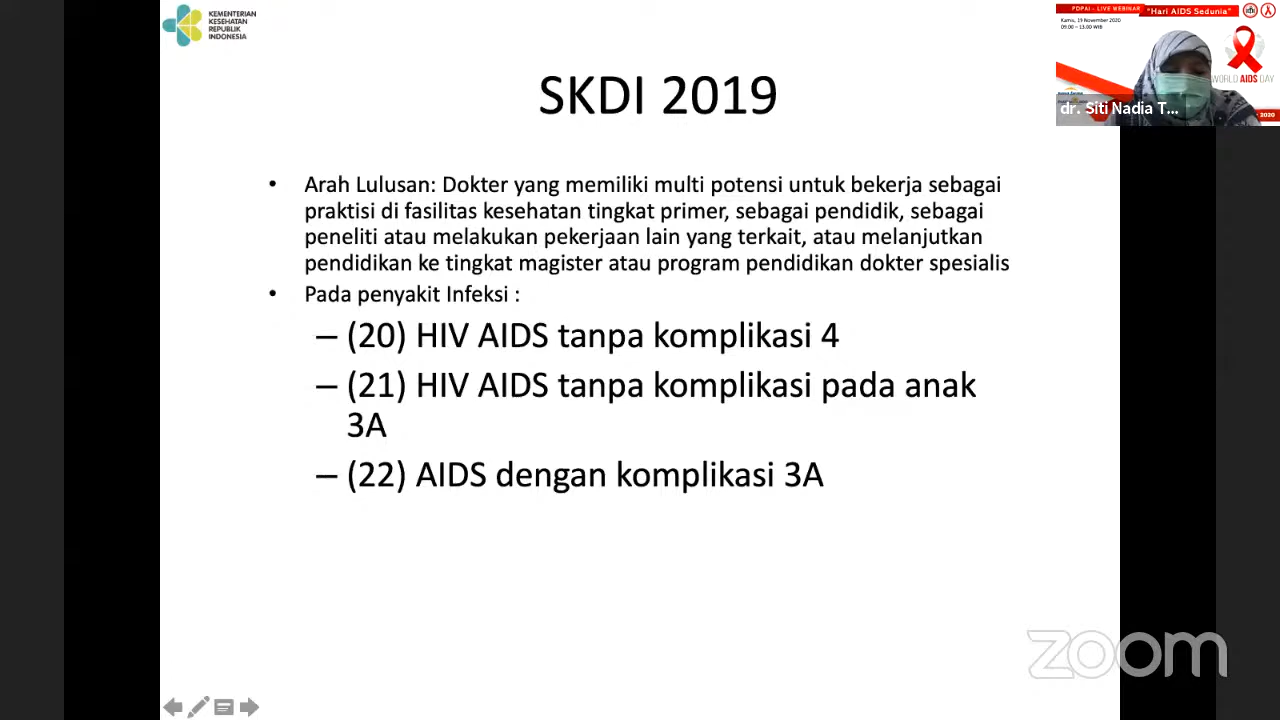 KEMENTERIAN
KESEHATAN
REPUBLIK
INDONESIA
PDPAI - LIVE WEBINAR
"Hari AIDS Sedunia"
Kamis, 19 November 2020
09.00 - 13.00 WIB
WORLD AIDS DAY
dr. Siti Nadia T...
2020
SKDI 2019
• Arah Lulusan: Dokter yang memiliki multi potensi untuk bekerja sebagai
praktisi di fasilitas kesehatan tingkat primer, sebagai pendidik, sebagai
peneliti atau melakukan pekerjaan lain yang terkait, atau melanjutkan
pendidikan ke tingkat magister atau program pendidikan dokter spesialis
• Pada penyakit Infeksi :
– (20) HIV AIDS tanpa komplikasi 4
– (21) HIV AIDS tanpa komplikasi pada anak
3A
– (22) AIDS dengan komplikasi 3A
zoom